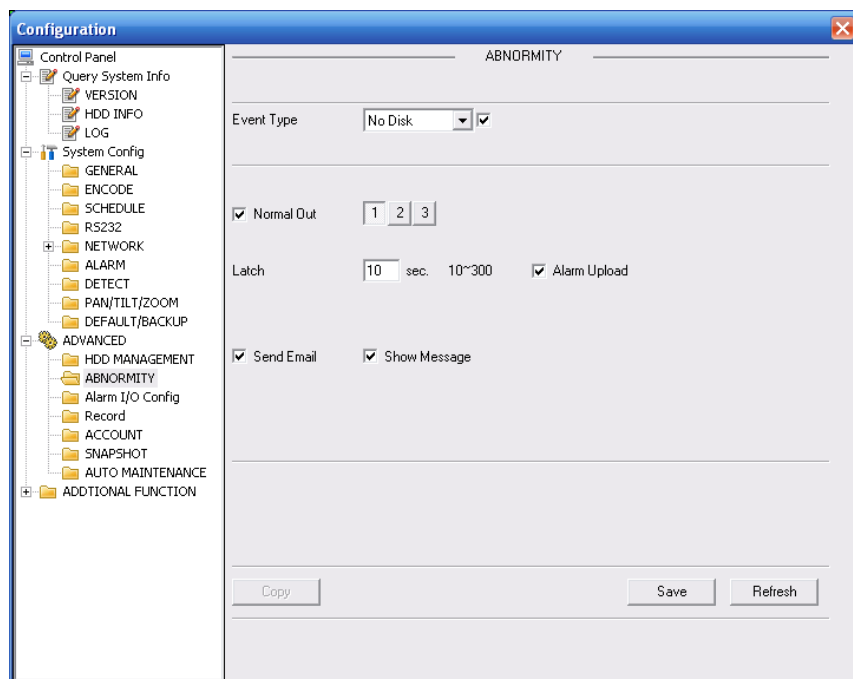 Configuration
Control Panel
Query System Info
VERSION
HDD INFO
LOG
System Config
GENERAL
ENCODE
SCHEDULE
RS232
NETWORK
ALARM
DETECT
PAN/TILT/ZOOM
DEFAULT/BACKUP
ADVANCED
HDD MANAGEMENT
ABNORMITY
Alarm I/O Config
Record
ACCOUNT
SNAPSHOT
AUTO MAINTENANCE
ADDTIONAL FUNCTION
ABNORMITY
Event Type No Disk
Normal Out 1 2 3
Latch 10 sec. 10~300 Alarm Upload
Send Email Show Message
Copy Save Refresh